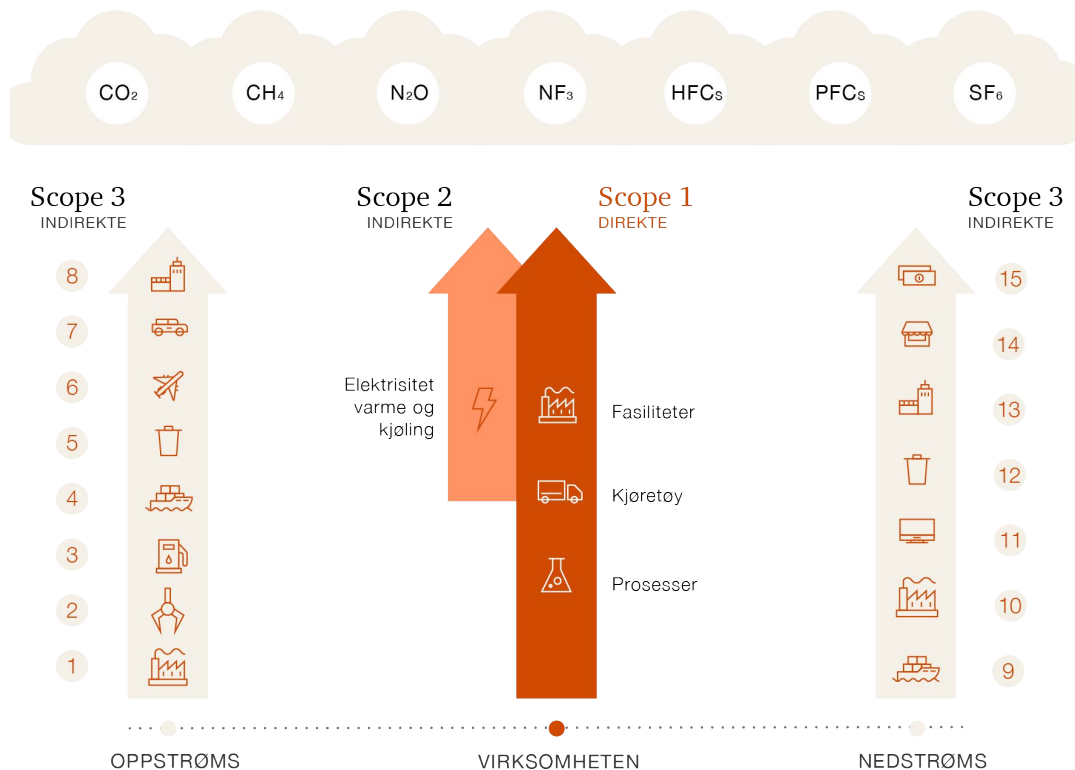 CO₂ CH₄ N₂O NF₃ HFCs PFCs SF₆
Scope 3
INDIREKTE
8
7
6
5
4
3
2
1
Scope 2
INDIREKTE
Elektrisitet
varme og
kjøling
Scope 1
DIREKTE
Fasiliteter
Kjøretøy
Prosesser
Scope 3
INDIREKTE
15
14
13
12
11
10
9
OPPSTRØMS VIRKSOMHETEN NEDSTRØMS